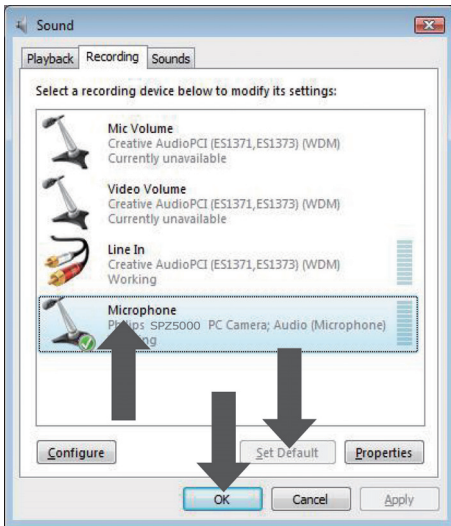 Sound
Playback Recording Sounds
Select a recording device below to modify its settings:
Mic Volume
Creative AudioPCI (ES1371,ES1373) (WDM)
Currently unavailable
Video Volume
Creative AudioPCI (ES1371,ES1373) (WDM)
Currently unavailable
Line In
Creative AudioPCI (ES1371,ES1373) (WDM)
Working
Microphone
SPZ5000 PC Camera; Audio (Microphone)
Configure Set Default Properties
OK Cancel Apply